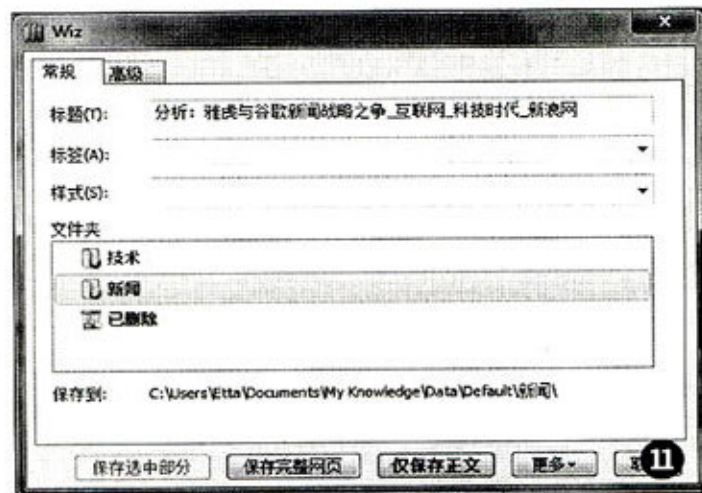 Wiz
常规 高级
标题(T): 分析：雅虎与谷歌新闻战略之争_互联网_科技时代_新浪网
标签(A):
样式(S):
文件夹
技术
新闻
已删除
保存到: C:\Users\Etta\Documents\My Knowledge\Data\Default\新闻\
保存选中部分 保存完整网页 仅保存正文 更多 11